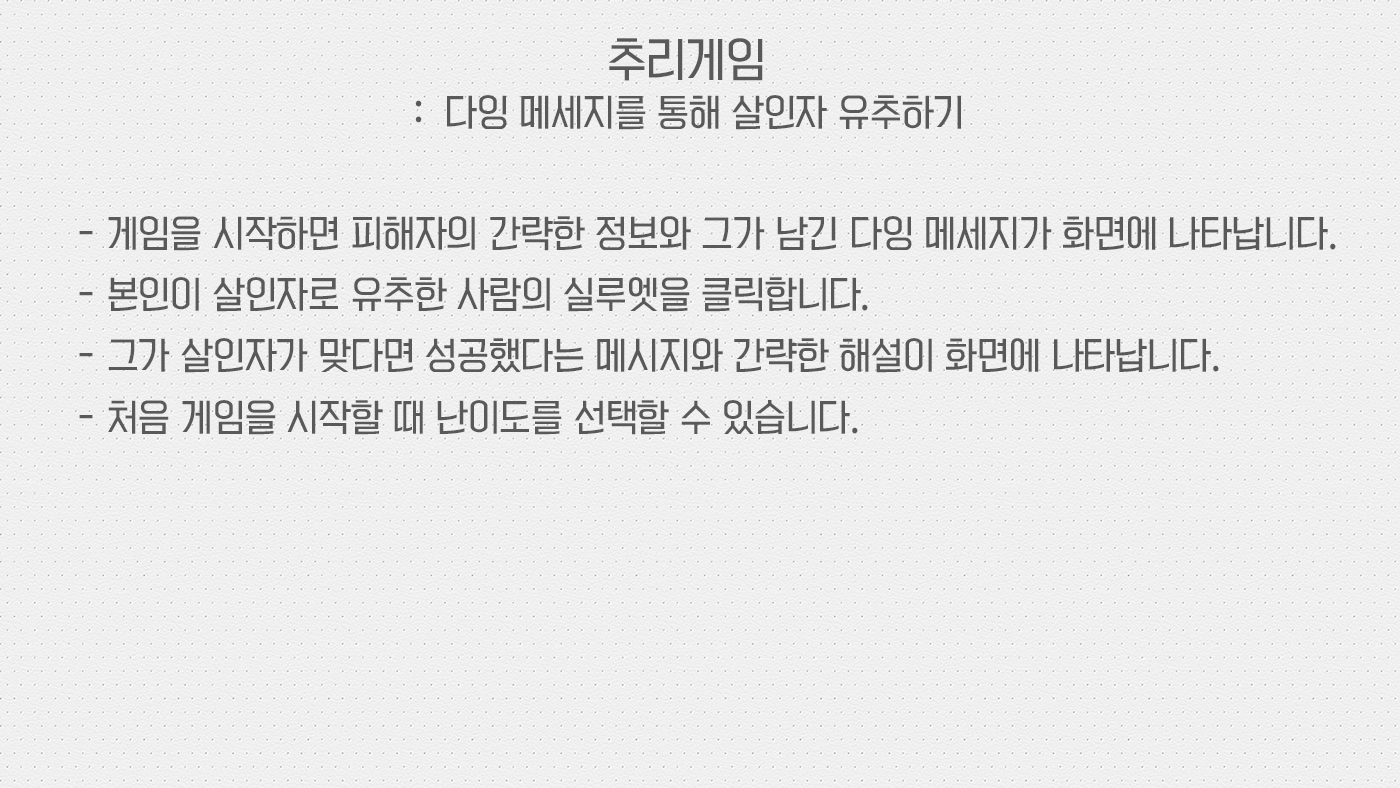 추리게임
: 다잉 메세지를 통해 살인자 유추하기
- 게임을 시작하면 피해자의 간략한 정보와 그가 남긴 다잉 메세지가 화면에 나타납니다.
- 본인이 살인자로 유추한 사람의 실루엣을 클릭합니다.
- 그가 살인자가 맞다면 성공했다는 메시지와 간략한 해설이 화면에 나타납니다.
- 처음 게임을 시작할 때 난이도를 선택할 수 있습니다.